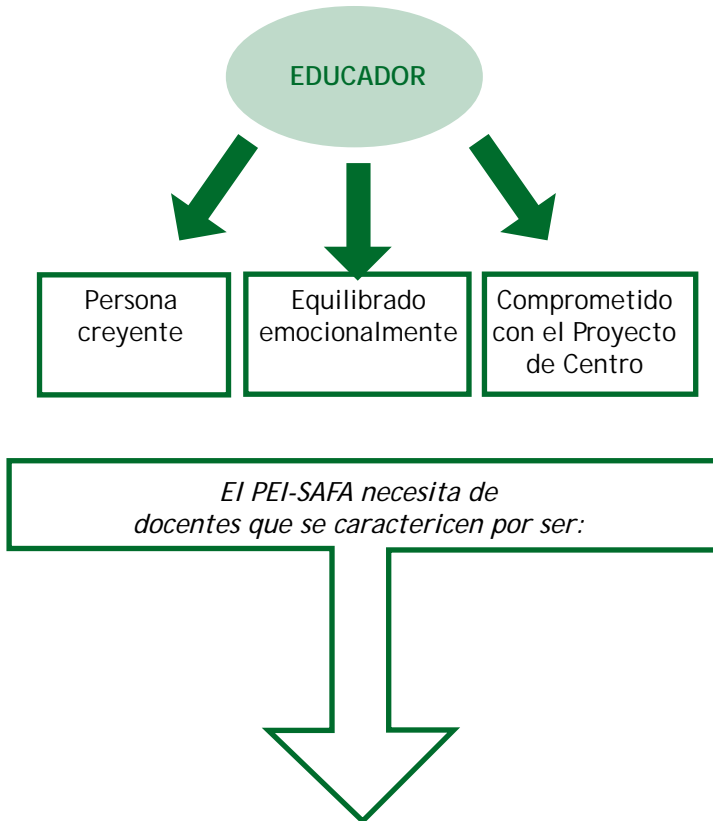 EDUCADOR
Persona
creyente
Equilibrado
emocionalmente
Comprometido
con el Proyecto
de Centro
El PEI-SAFA necesita de
docentes que se caractericen por ser: